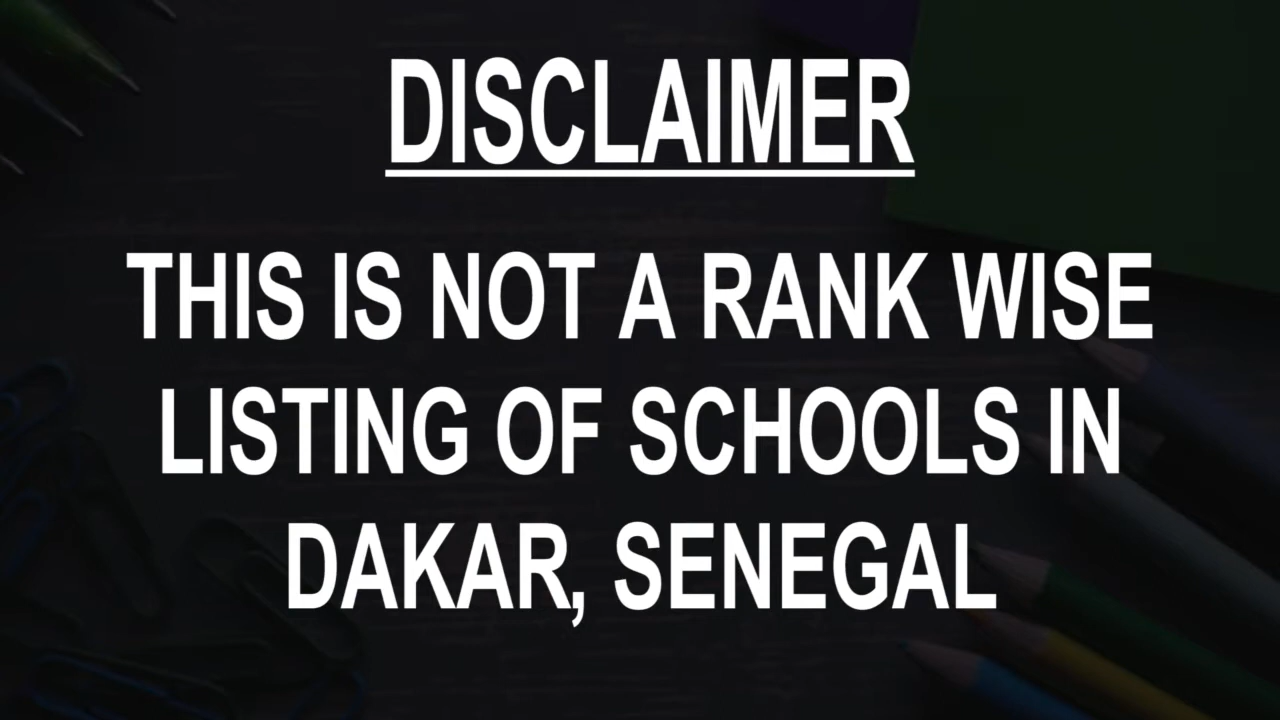 DISCLAIMER
THIS IS NOT A RANK WISE
LISTING OF SCHOOLS IN
DAKAR, SENEGAL